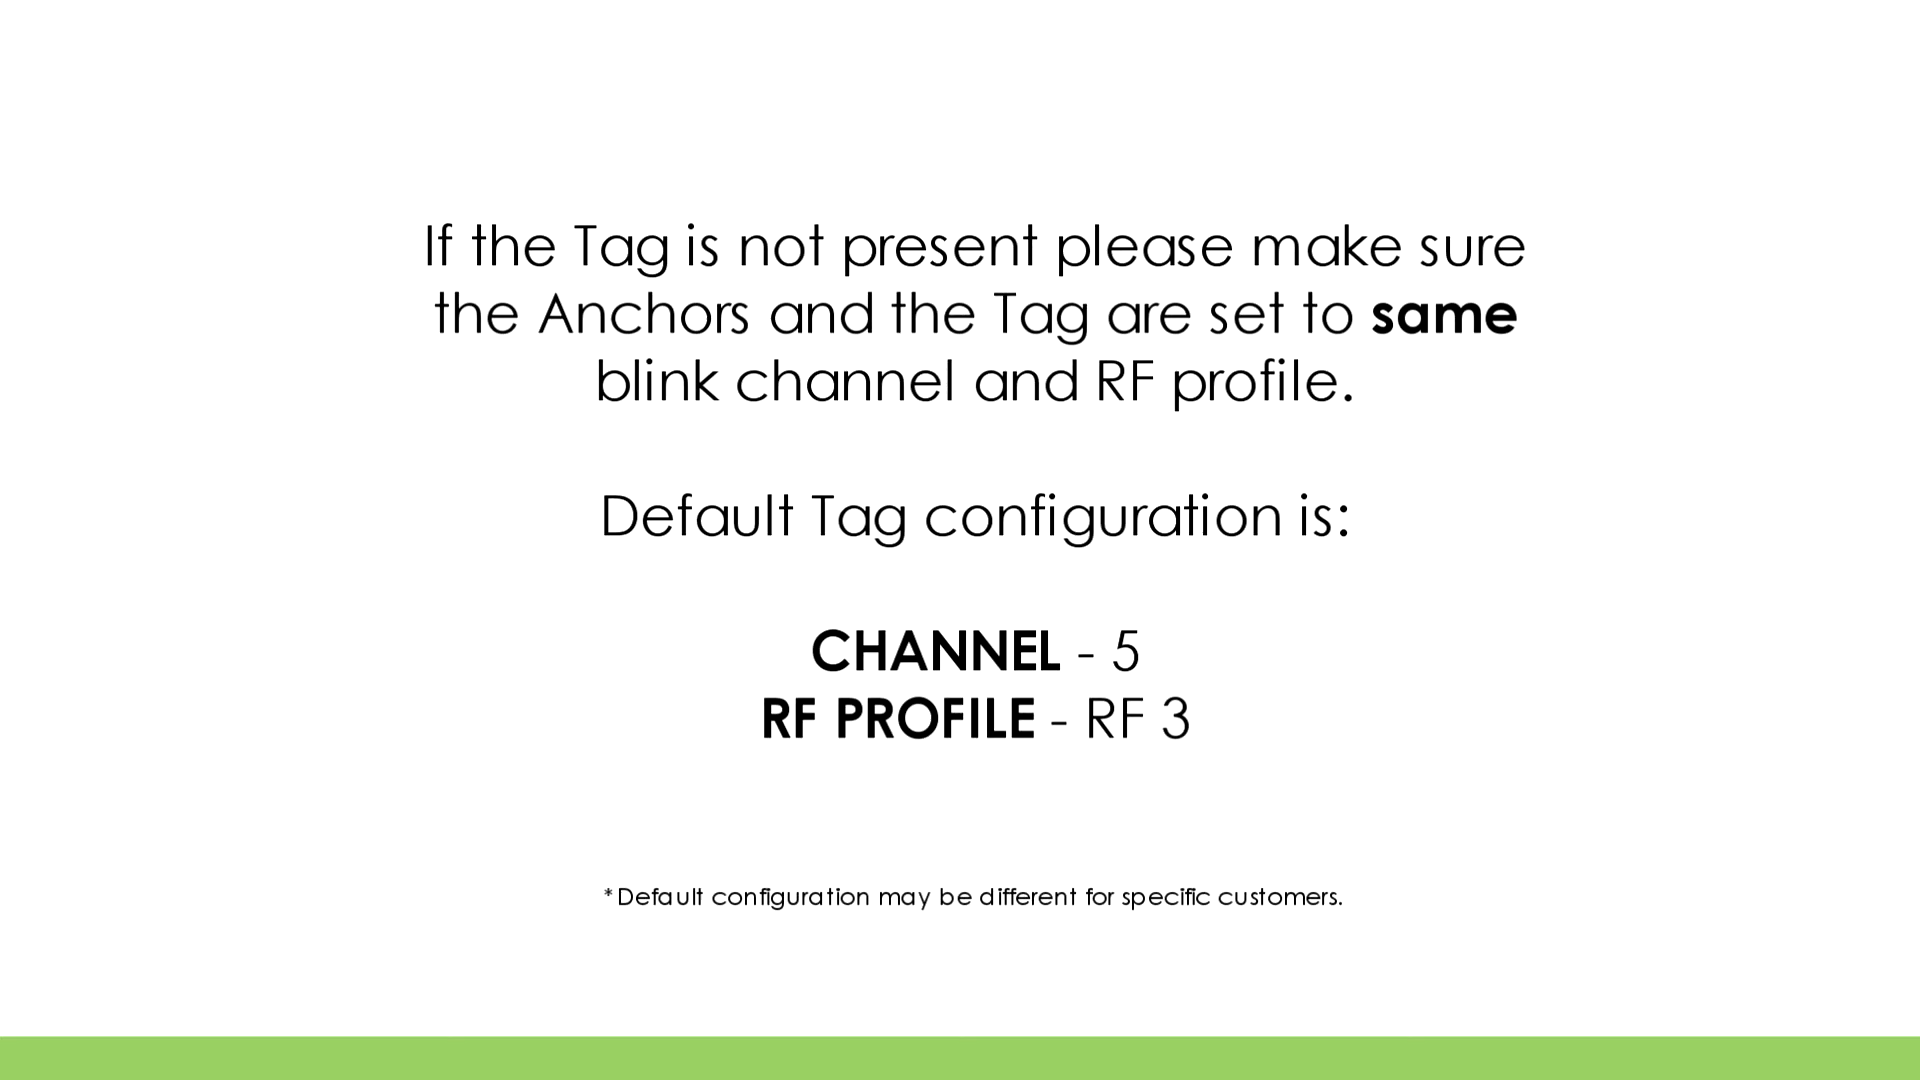 If the Tag is not present please make sure
the Anchors and the Tag are set to same
blink channel and RF profile.
Default Tag configuration is:
CHANNEL - 5
RF PROFILE - RF 3
* Default configuration may be different for specific customers.